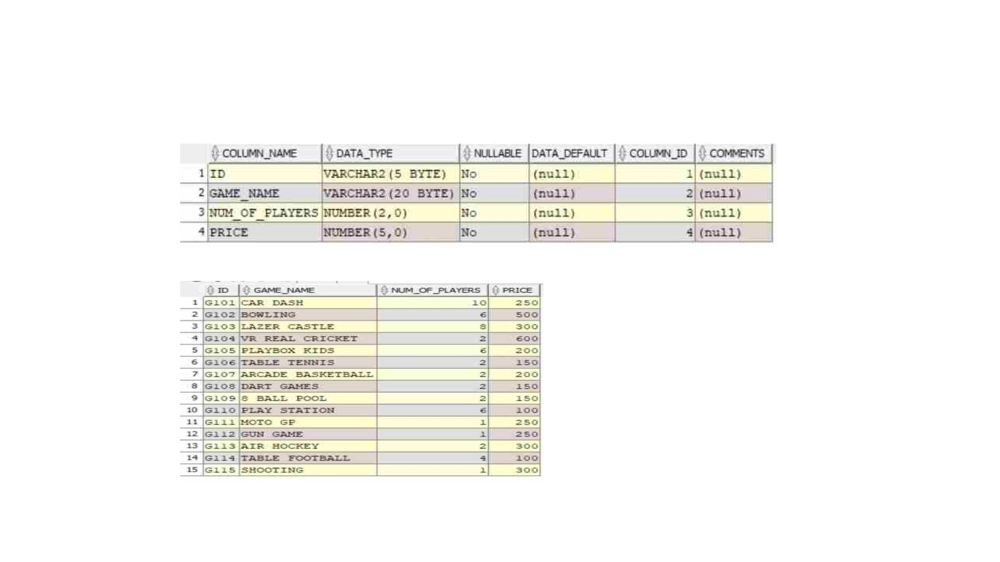 COLUMN_NAME DATA_TYPE NULLABLE DATA_DEFAULT COLUMN_ID COMMENTS
1 ID VARCHAR2(5 BYTE) No (null) 1 (null)
2 GAME_NAME VARCHAR2(20 BYTE) No (null) 2 (null)
3 NUM_OF_PLAYERS NUMBER(2,0) No (null) 3 (null)
4 PRICE NUMBER(5,0) No (null) 4 (null)
ID GAME_NAME NUM_OF_PLAYERS PRICE
1 G101 CAR DASH 10 250
2 G102 BOWLING 6 500
3 G103 LAZER CASTLE 8 300
4 G104 VR REAL CRICKET 2 600
5 G105 PLAYBOX KIDS 6 200
6 G106 TABLE TENNIS 2 150
7 G107 ARCADE BASKETBALL 2 200
8 G108 DART GAMES 2 150
9 G109 8 BALL POOL 2 150
10 G110 PLAY STATION 6 100
11 G111 MOTO GP 1 250
12 G112 GUN GAME 1 250
13 G113 AIR HOCKEY 2 300
14 G114 TABLE FOOTBALL 4 100
15 G115 SHOOTING 1 300